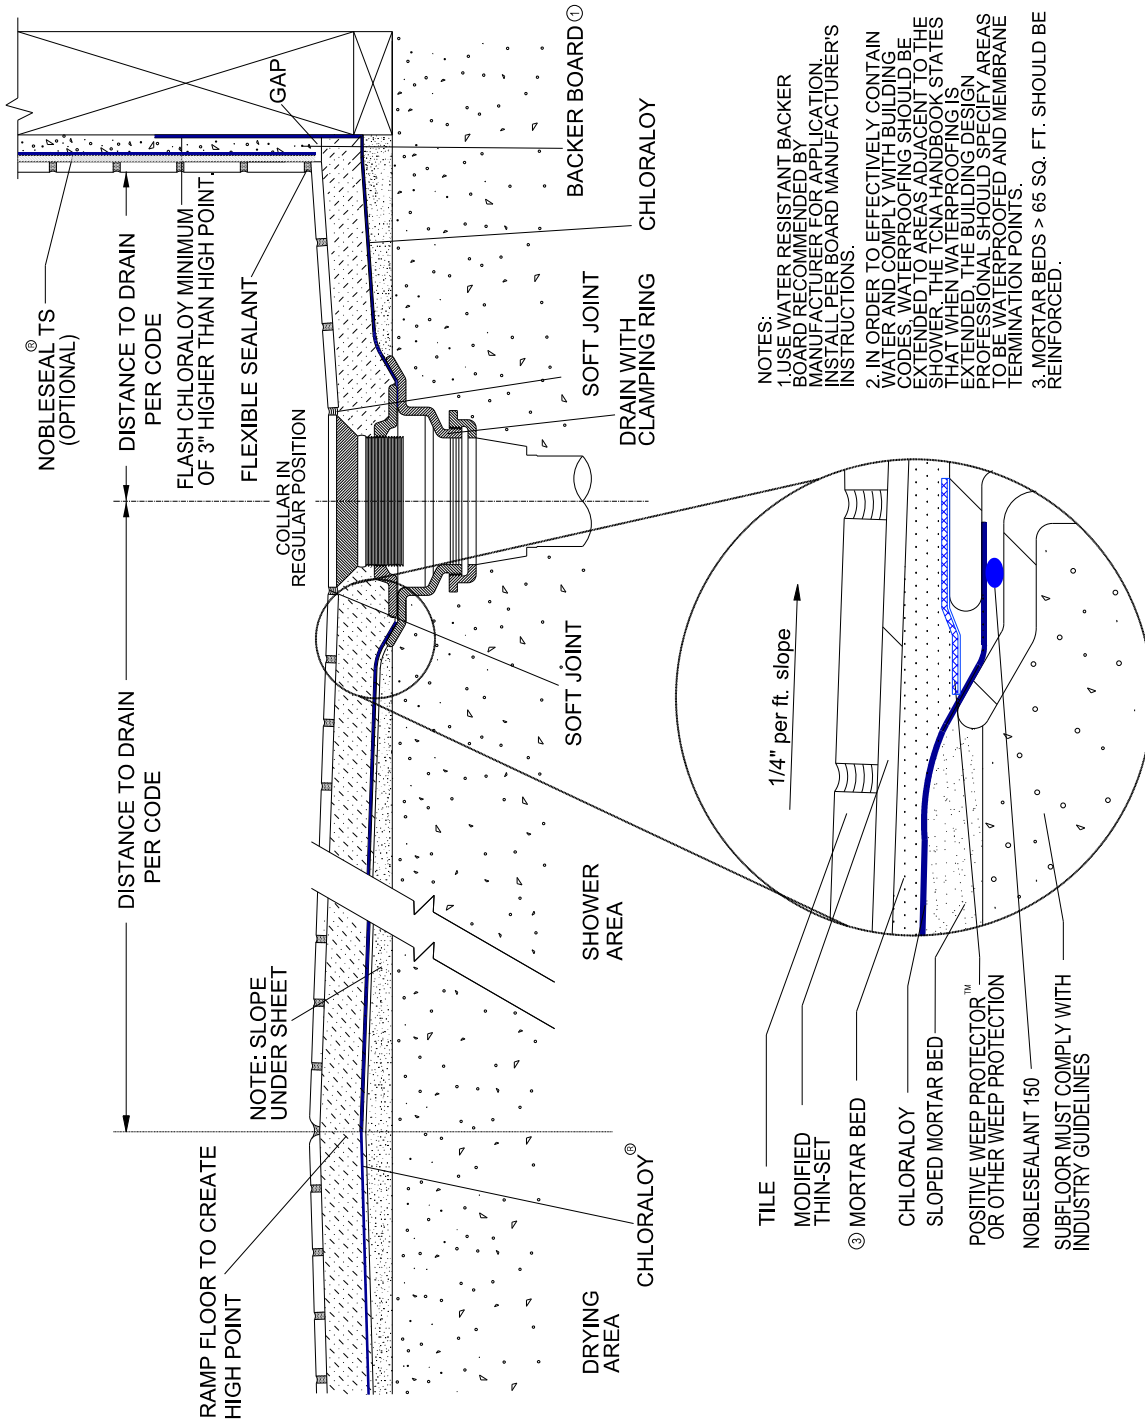 RAMP FLOOR TO CREATE
HIGH POINT
NOTE: SLOPE
UNDER SHEET
DISTANCE TO DRAIN
PER CODE
COLLAR IN
REGULAR POSITION
NOBLESEAL® TS
(OPTIONAL)
DISTANCE TO DRAIN
PER CODE
FLASH CHLORALOY MINIMUM
OF 3" HIGHER THAN HIGH POINT.
FLEXIBLE SEALANT
GAP
DRYING
AREA
CHLORALOY®
SHOWER
AREA
SOFT JOINT
SOFT JOINT
DRAIN WITH
CLAMPING RING
CHLORALOY
BACKER BOARD ①
TILE
MODIFIED
THIN-SET
③ MORTAR BED
CHLORALOY
SLOPED MORTAR BED
POSITIVE WEEP PROTECTOR™
OR OTHER WEEP PROTECTION
NOBLESEALANT 150
SUBFLOOR MUST COMPLY WITH
INDUSTRY GUIDELINES
1/4" per ft. slope
NOTES:
1.USE WATER RESISTANT BACKER
BOARD RECOMMENDED BY
MANUFACTURER FOR APPLICATION.
INSTALL PER BOARD MANUFACTURER'S
INSTRUCTIONS.
2. IN ORDER TO EFFECTIVELY CONTAIN
WATER AND COMPLY WITH BUILDING
CODES, WATERPROOFING SHOULD BE
EXTENDED TO AREAS ADJACENT TO THE
SHOWER. THE TCNA HANDBOOK STATES
THAT WHEN WATERPROOFING IS
EXTENDED, THE BUILDING DESIGN
PROFESSIONAL SHOULD SPECIFY AREAS
TO BE WATERPROOFED AND MEMBRANE
TERMINATION POINTS.
3. MORTAR BEDS > 65 SQ. FT. SHOULD BE
REINFORCED.